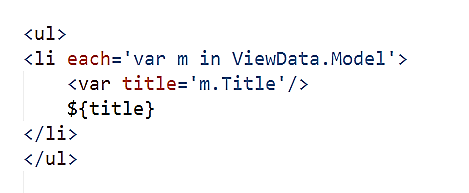 <ul>
<li each='var m in ViewData.Model'>
    <var title='m.Title'/>
    ${title}
</li>
</ul>